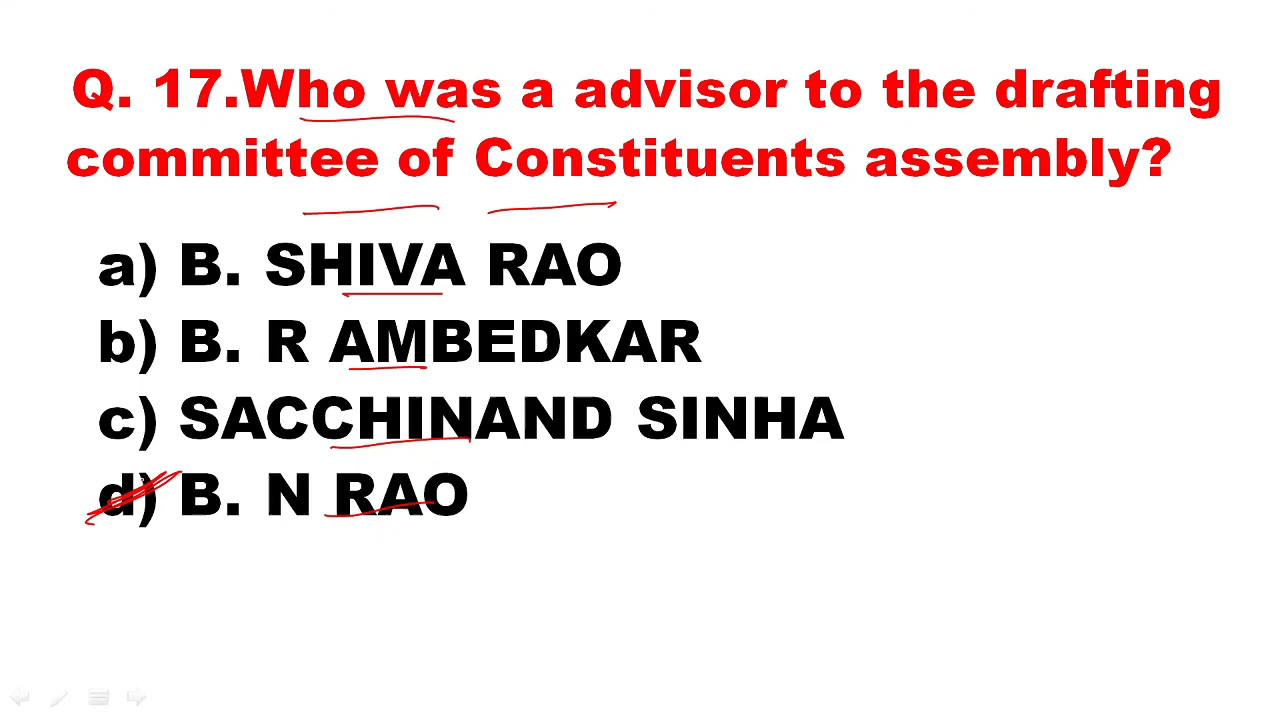 Q. 17.Who was a advisor to the drafting
committee of Constituents assembly?
a) B. SHIVA RAO
b) B. R AMBEDKAR
c) SACCHINAND SINHA
d) B. N RAO